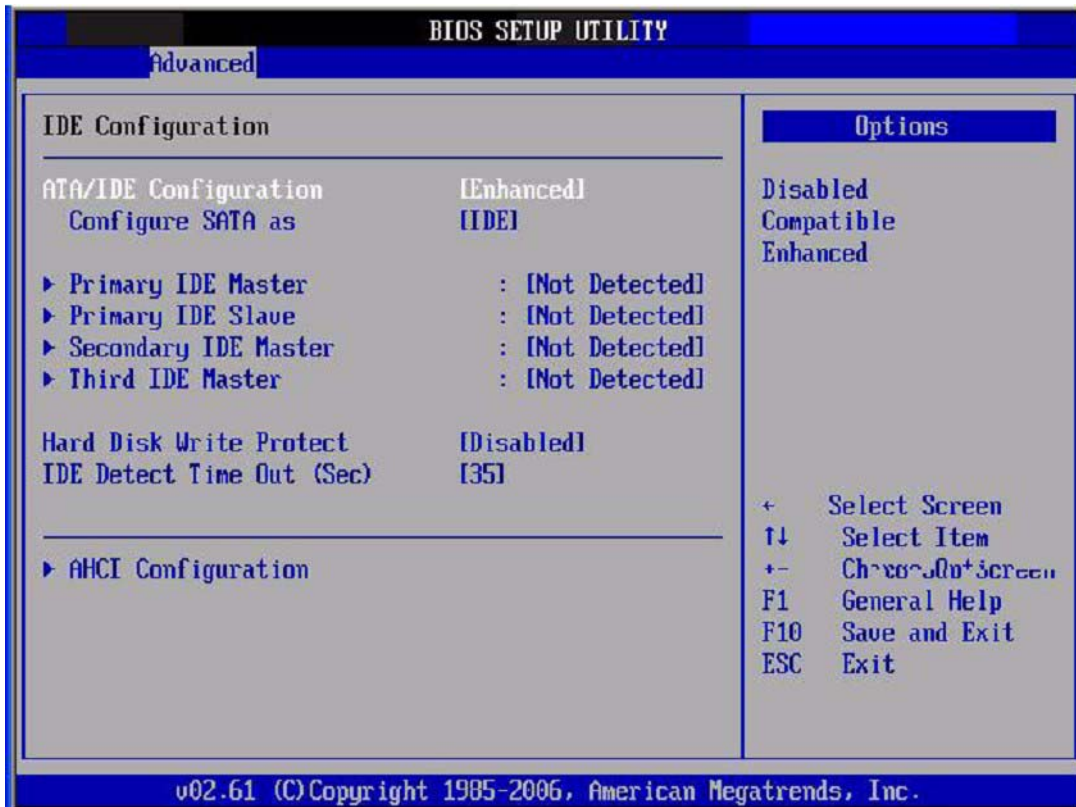 BIOS SETUP UTILITY
Advanced
IDE Configuration
ATA/IDE Configuration [Enhanced]
Configure SATA as [IDE]
Primary IDE Master : [Not Detected]
Primary IDE Slave : [Not Detected]
Secondary IDE Master : [Not Detected]
Third IDE Master : [Not Detected]
Hard Disk Write Protect [Disabled]
IDE Detect Time Out (Sec) [35]
AHCI Configuration
Options
Disabled
Compatible
Enhanced
← Select Screen
↑↓ Select Item
+-
F1 General Help
F10 Save and Exit
ESC Exit
v02.61 (C)Copyright 1985-2006, American Megatrends, Inc.